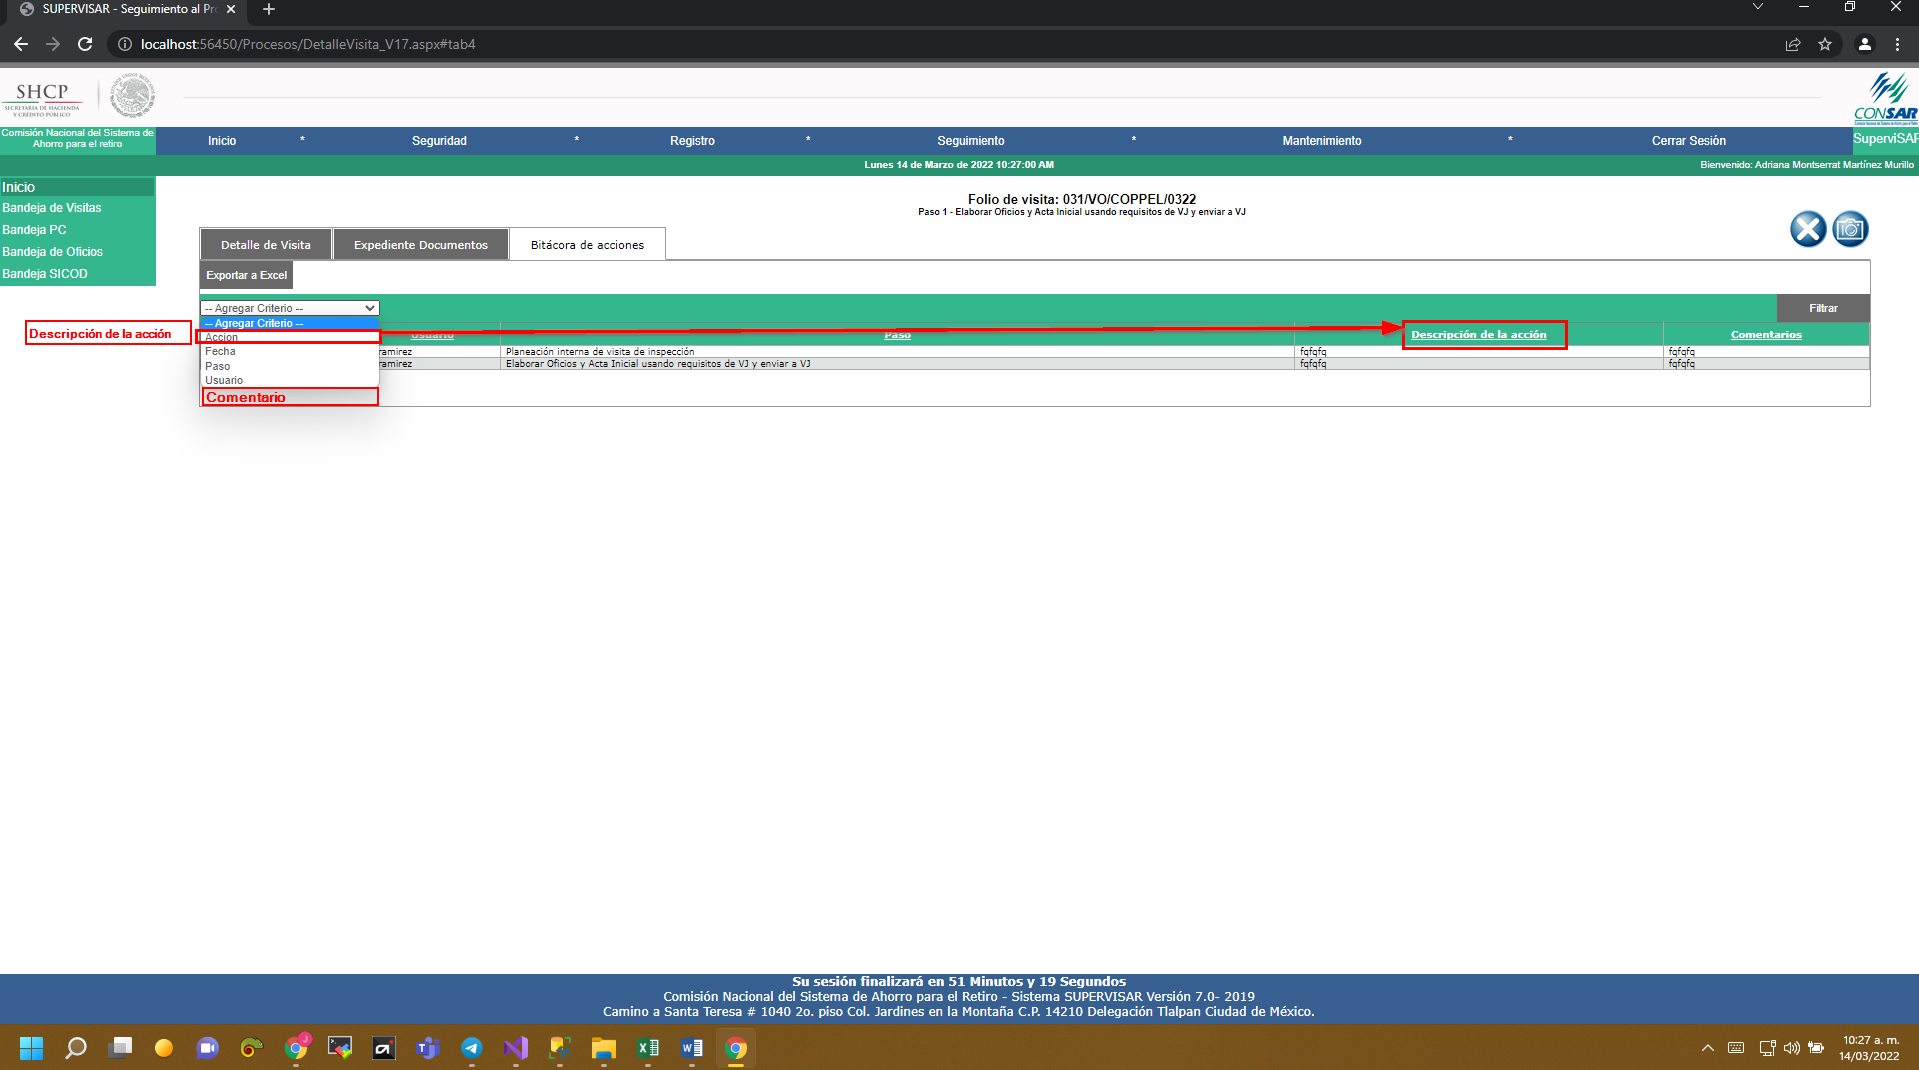 SUPERVISAR - Seguimiento al Pro
localhost:56450/Procesos/DetalleVisita_V17.aspx#tab4
SHCP
SECRETARÍA DE HACIENDA
Y CRÉDITO PÚBLICO
CONSAR
Comisión Nacional del Sistema de
Ahorro para el retiro
Inicio * Seguridad * Registro * Seguimiento * Mantenimiento * Cerrar Sesión
SuperviSAR
Lunes 14 de Marzo de 2022 10:27:00 AM
Bienvenido: Adriana Montserrat Martínez Murillo
Inicio
Bandeja de Visitas
Bandeja PC
Bandeja de Oficios
Bandeja SICOD
Folio de visita: 031/VO/COPPEL/0322
Paso 1 - Elaborar Oficios y Acta Inicial usando requisitos de VJ y enviar a VJ
Detalle de Visita
Expediente Documentos
Bitácora de acciones
Exportar a Excel
-- Agregar Criterio --
Filtrar
-- Agregar Criterio --
Descripción de la acción
Accion
Fecha
Paso
Usuario
Comentario
Usuario Paso Descripción de la acción Comentarios
ramirez Planeación interna de visita de inspección fqfqfq fqfqfq
ramirez Elaborar Oficios y Acta Inicial usando requisitos de VJ y enviar a VJ fqfqfq fqfqfq
Su sesión finalizará en 51 Minutos y 19 Segundos
Comisión Nacional del Sistema de Ahorro para el Retiro - Sistema SUPERVISAR Versión 7.0- 2019
Camino a Santa Teresa # 1040 2o. piso Col. Jardines en la Montaña C.P. 14210 Delegación Tlalpan Ciudad de México.
10:27 a. m.
14/03/2022